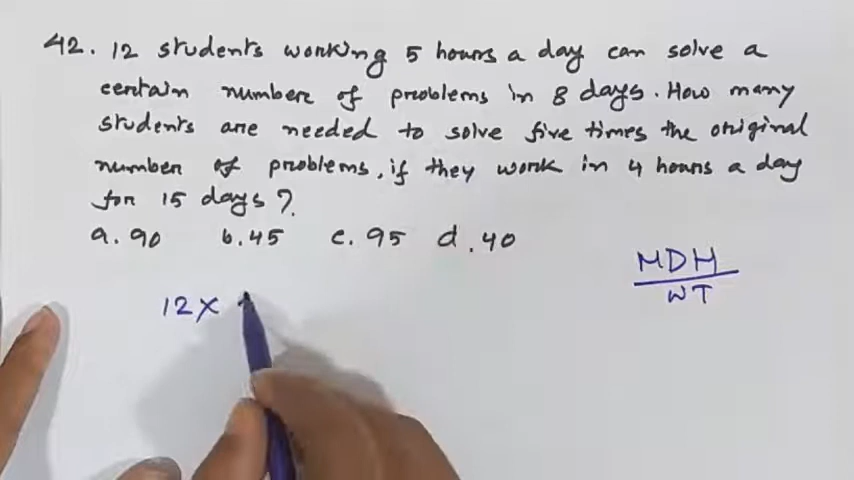 42. 12 students working 5 hours a day can solve a
certain number of problems in 8 days. How many
students are needed to solve five times the original
number of problems, if they work in 4 hours a day
for 15 days?
a. 90 b. 45 c. 95 d. 40
MDH
WT
12 x